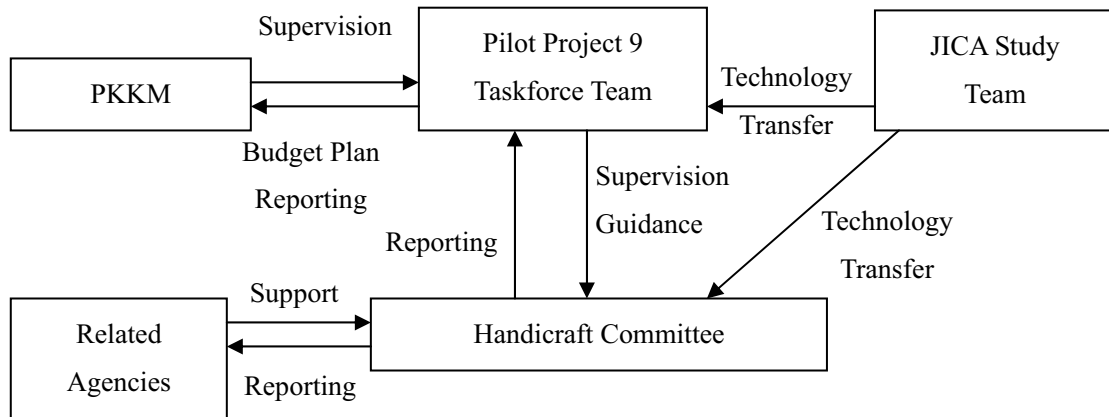 Supervision
PKKM
Budget Plan
Reporting
Pilot Project 9
Taskforce Team
Technology
Transfer
JICA Study
Team
Reporting
Supervision
Guidance
Technology
Transfer
Related
Agencies
Support
Reporting
Handicraft Committee